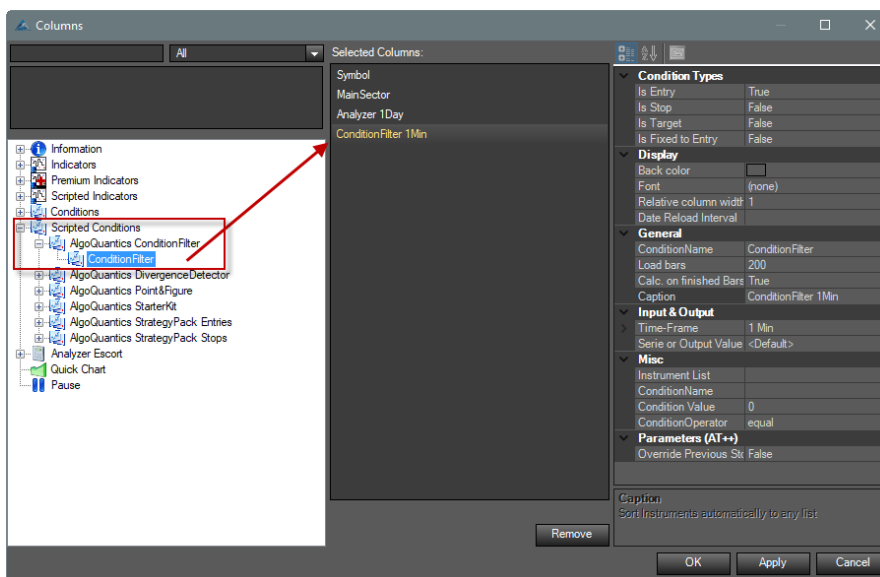 Columns
All
Selected Columns:
Symbol
MainSector
Analyzer 1Day
ConditionFilter 1Min
Information
Indicators
Premium Indicators
Scripted Indicators
Conditions
Scripted Conditions
AlgoQuantics ConditionFilter
ConditionFilter
AlgoQuantics DivergenceDetector
AlgoQuantics Point&Figure
AlgoQuantics StarterKit
AlgoQuantics StrategyPack Entries
AlgoQuantics StrategyPack Stops
Analyzer Escort
Quick Chart
Pause
Remove
Condition Types
Is Entry True
Is Stop False
Is Target False
Is Fixed to Entry False
Display
Back color
Font (none)
Relative column width 1
Date Reload Interval
General
ConditionName ConditionFilter
Load bars 200
Calc. on finished Bars True
Caption ConditionFilter 1Min
Input & Output
Time-Frame 1 Min
Serie or Output Value <Default>
Misc
Instrument List
ConditionName
Condition Value 0
ConditionOperator equal
Parameters (AT++)
Override Previous Sto False
Caption
Sort Instruments automatically to any list
OK Apply Cancel